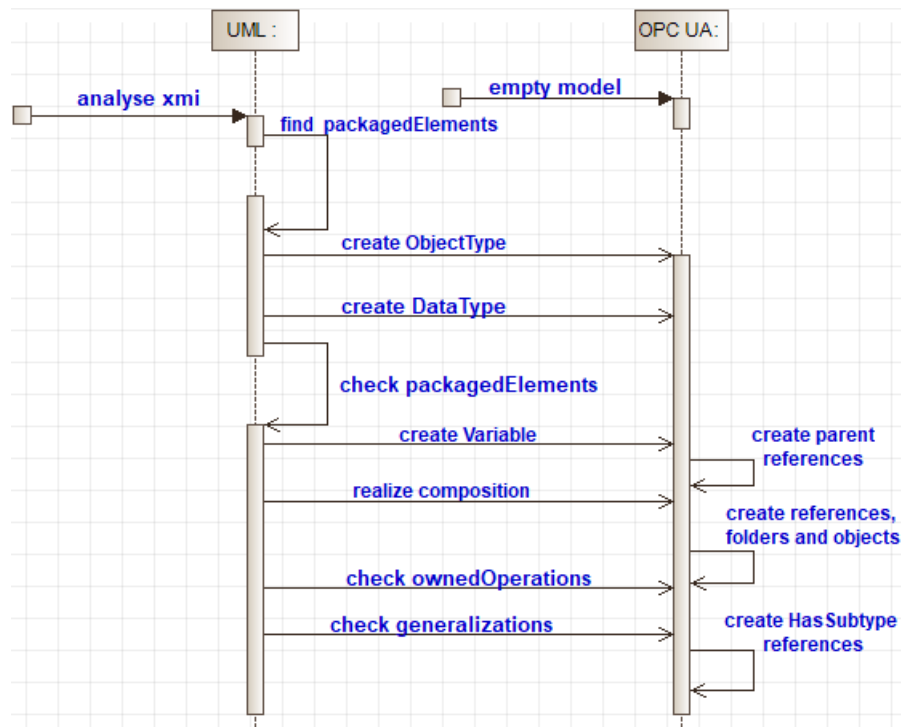 UML :
OPC UA:
analyse xmi
empty model
find packagedElements
create ObjectType
create DataType
check packagedElements
create Variable
create parent
references
realize composition
create references,
folders and objects
check ownedOperations
check generalizations
create HasSubtype
references